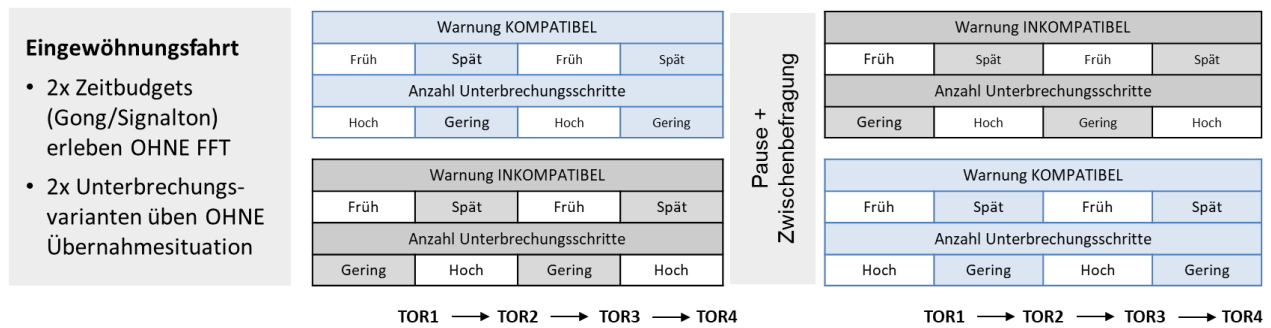 Eingewöhnungsfahrt
• 2x Zeitbudgets
(Gong/Signalton)
erleben OHNE FFT
• 2x Unterbrechungs-
varianten üben OHNE
Übernahmesituation
Warnung KOMPATIBEL
Früh Spät Früh Spät
Anzahl Unterbrechungsschritte
Hoch Gering Hoch Gering
Warnung INKOMPATIBEL
Früh Spät Früh Spät
Anzahl Unterbrechungsschritte
Gering Hoch Gering Hoch
TOR1 → TOR2 → TOR3 → TOR4
Pause +
Zwischenbefragung
Warnung INKOMPATIBEL
Früh Spät Früh Spät
Anzahl Unterbrechungsschritte
Gering Hoch Gering Hoch
Warnung KOMPATIBEL
Früh Spät Früh Spät
Anzahl Unterbrechungsschritte
Hoch Gering Hoch Gering
TOR1 → TOR2 → TOR3 → TOR4